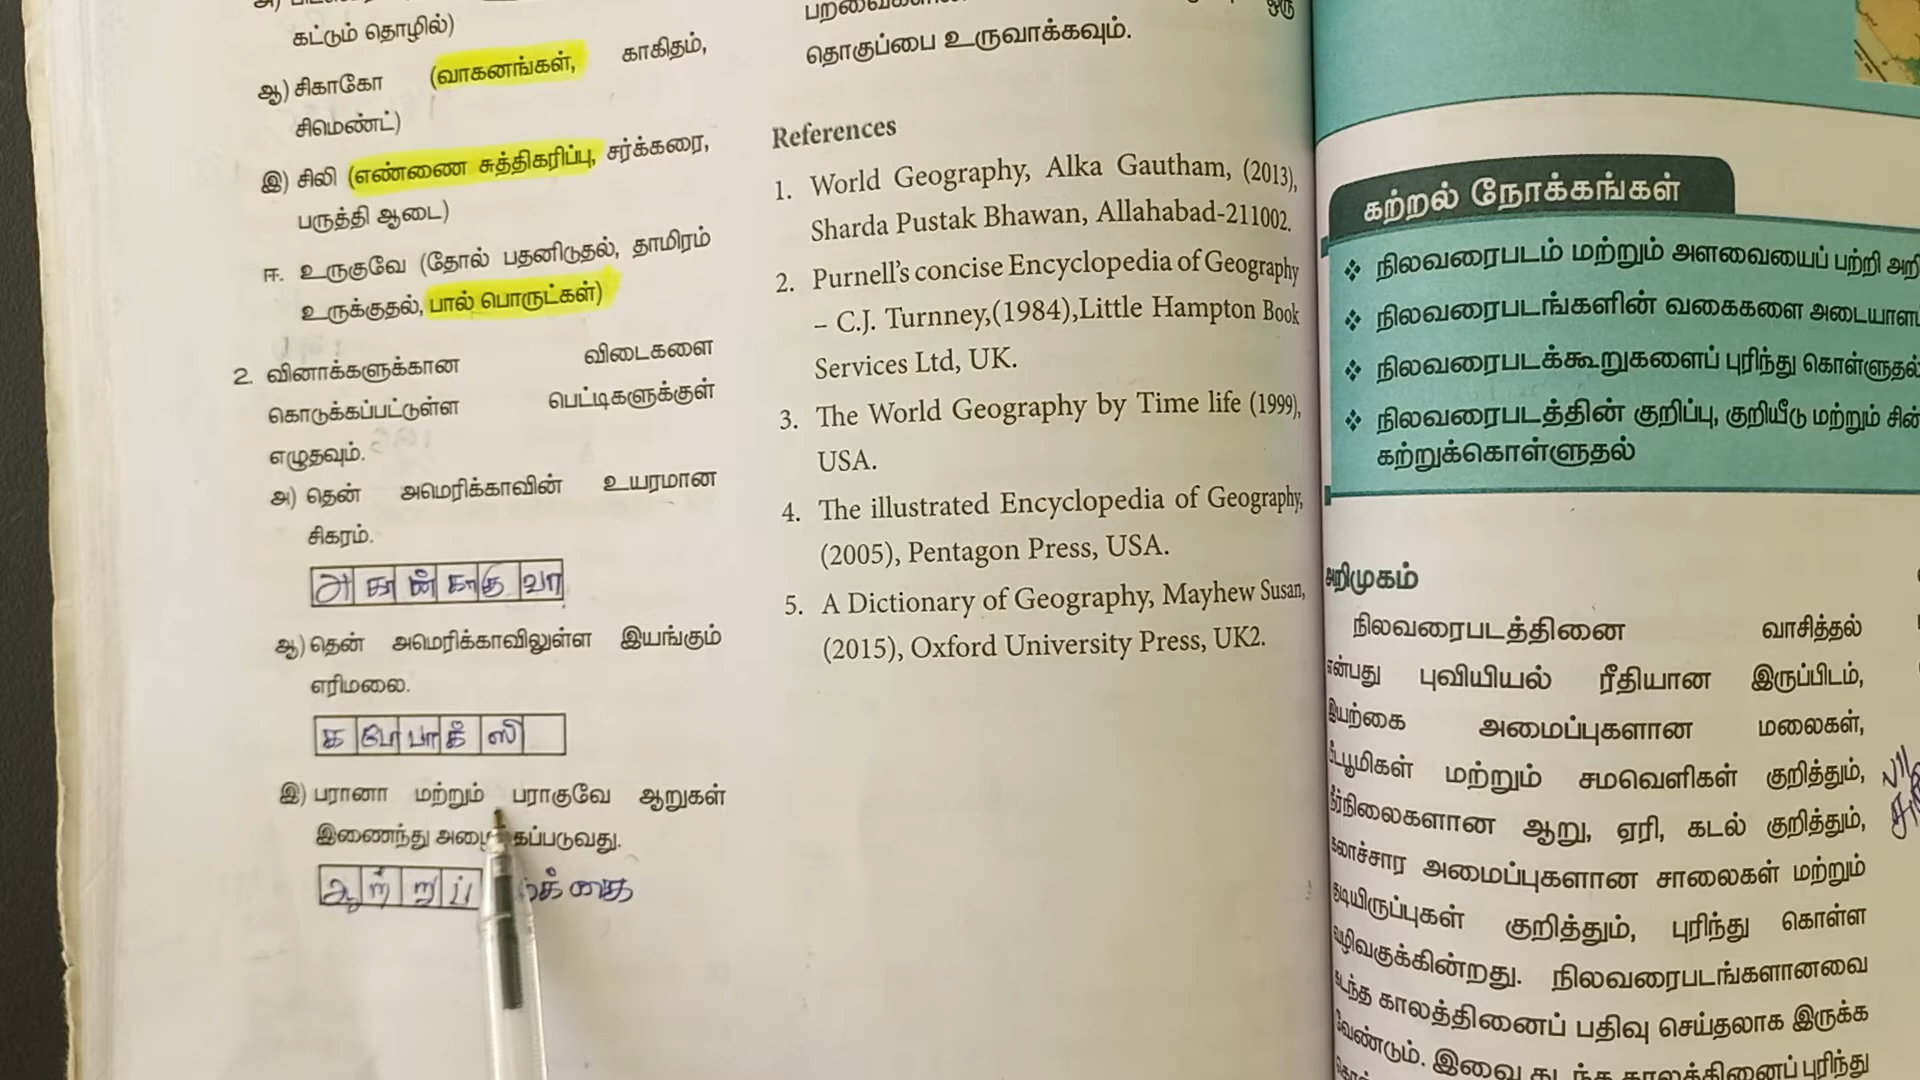 கட்டும் தொழில்)
ஆ) சிகாகோ (வாகனங்கள், காகிதம்,
சிமெண்ட்)
இ) சிலி (எண்ணை சுத்திகரிப்பு, சர்க்கரை,
பருத்தி ஆடை)
ஈ. உருகுவே (தோல் பதனிடுதல், தாமிரம்
உருக்குதல், பால் பொருட்கள்)
2. வினாக்களுக்கான விடைகளை
கொடுக்கப்பட்டுள்ள பெட்டிகளுக்குள்
எழுதவும்.
அ) தென் அமெரிக்காவின் உயரமான
சிகரம்.
அ கா ன் கா கு வா
ஆ) தென் அமெரிக்காவிலுள்ள இயங்கும்
எரிமலை.
இ) பரானா மற்றும் பராகுவே ஆறுகள்
இணைந்து கப்படுவது.
ஆ ற் று ப்
ஒரு
தொகுப்பை உருவாக்கவும்.
References
1. World Geography, Alka Gautham, (2013),
Sharda Pustak Bhawan, Allahabad-211002.
2. Purnell's concise Encyclopedia of Geography
– C.J. Turnney,(1984),Little Hampton Book
Services Ltd, UK.
3. The World Geography by Time life (1999),
USA.
4. The illustrated Encyclopedia of Geography,
(2005), Pentagon Press, USA.
5. A Dictionary of Geography, Mayhew Susan,
(2015), Oxford University Press, UK2.
கற்றல் நோக்கங்கள்
❖ நிலவரைபடம் மற்றும் அளவையைப் பற்றி
❖ நிலவரைபடங்களின் வகைகளை
❖ நிலவரைபடக்கூறுகளைப் புரிந்து கொள்ளுதல்
❖ நிலவரைபடத்தின் குறிப்பு, குறியீடு மற்றும்
கற்றுக்கொள்ளுதல்
அறிமுகம்
நிலவரைபடத்தினை வாசித்தல்
என்பது புவியியல் ரீதியான இருப்பிடம்,
இயற்கை அமைப்புகளான மலைகள்,
பீடபூமிகள் மற்றும் சமவெளிகள் குறித்தும்,
நீர்நிலைகளான ஆறு, ஏரி, கடல் குறித்தும்,
கலாச்சார அமைப்புகளான சாலைகள் மற்றும்
குடியிருப்புகள் குறித்தும், புரிந்து கொள்ள
வழிவகுக்கின்றது. நிலவரைபடங்களானவை
கடந்த காலத்தினைப் பதிவு செய்தலாக இருக்க
வேண்டும். இவை கடந்த காலத்தினைப் புரிந்து